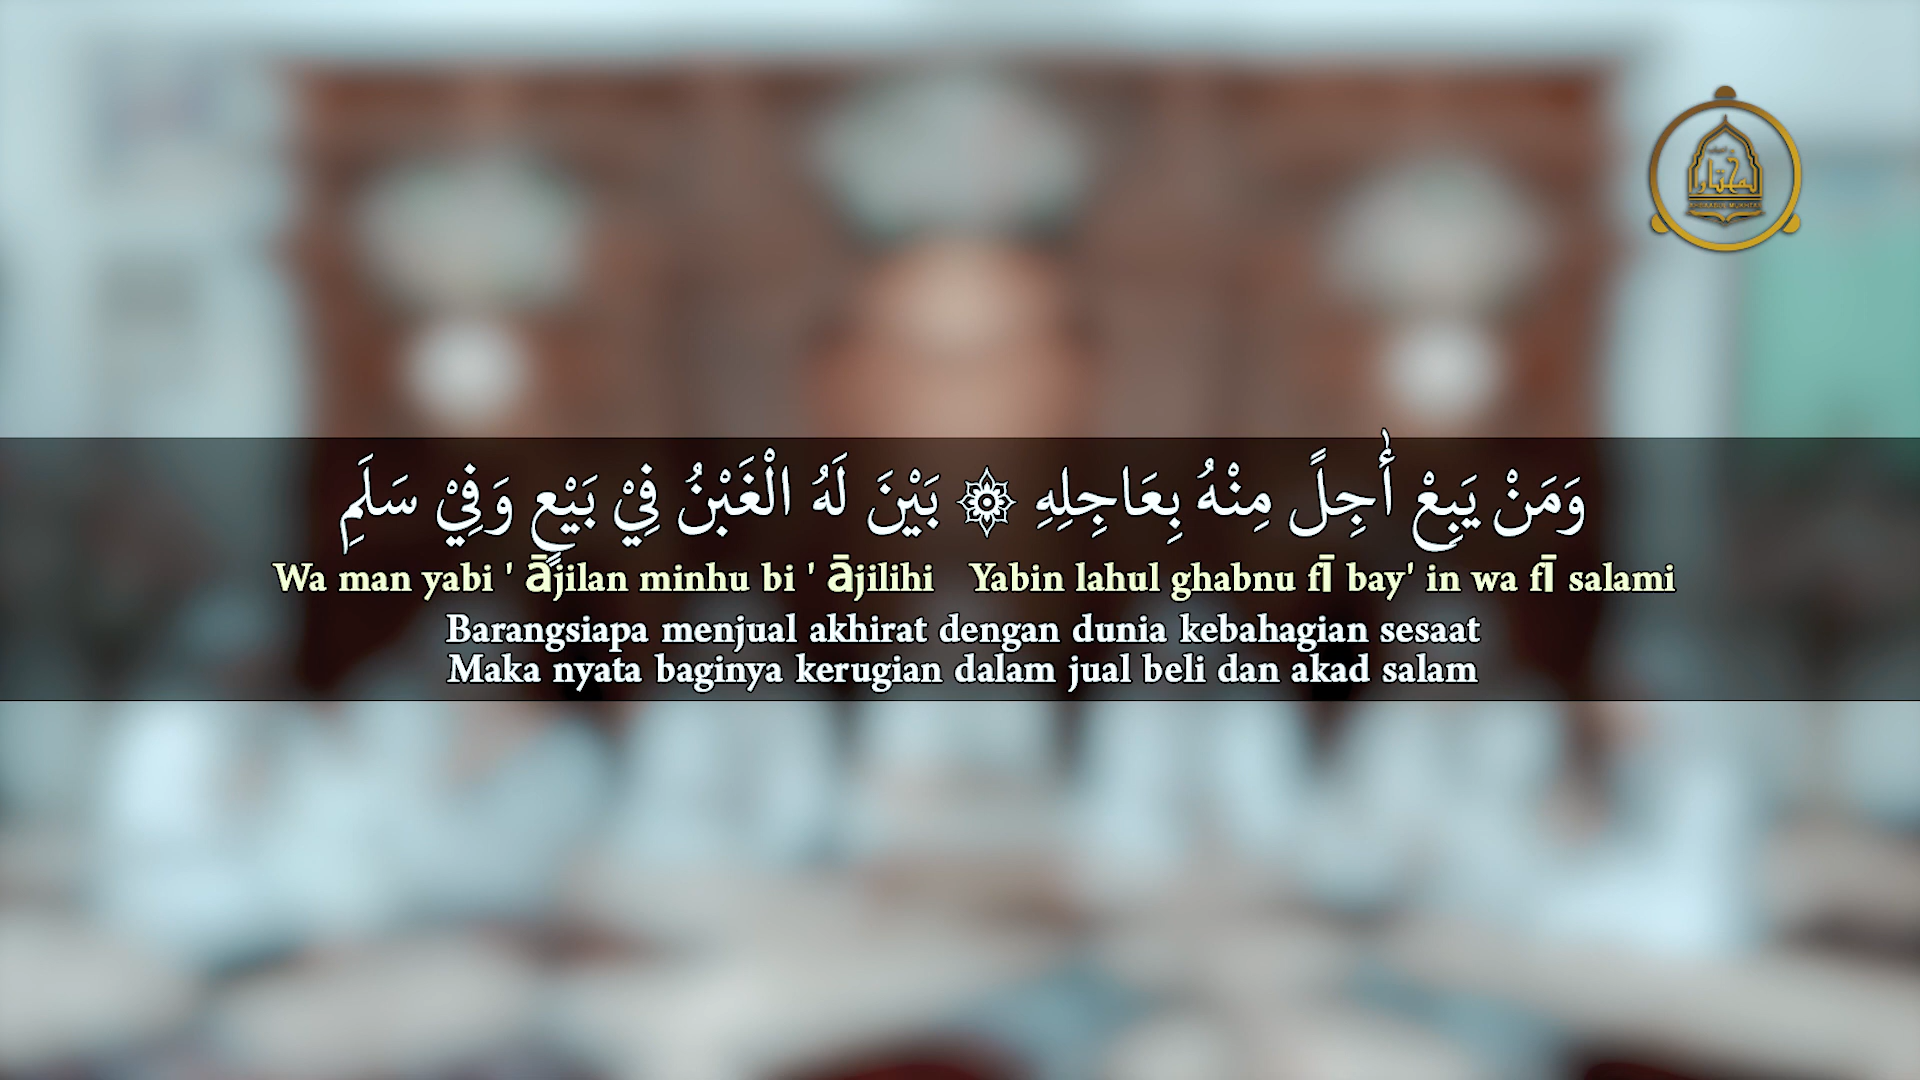 وَمَنْ يَبِعْ أٰجِلً مِنْهُ بِعَاجِلِهِ ۞ بَيْنَ لَهُ الْغَبْنُ فِيْ بَيْعٍ وَفِيْ سَلَمِ
Wa man yabi ' ājilan minhu bi ' ājilihi Yabin lahul ghabnu fī bay' in wa fī salami
Barangsiapa menjual akhirat dengan dunia kebahagian sesaat
Maka nyata baginya kerugian dalam jual beli dan akad salam